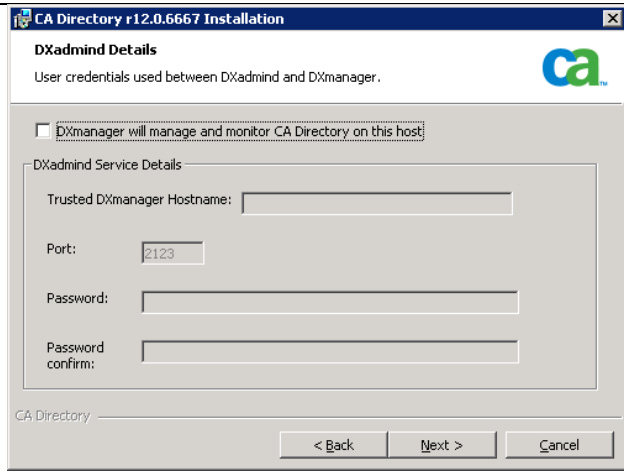 CA Directory r12.0.6667 Installation
DXadmind Details
User credentials used between DXadmind and DXmanager.
ca
DXmanager will manage and monitor CA Directory on this host
DXadmind Service Details
Trusted DXmanager Hostname:
Port:
2123
Password:
Password
confirm:
CA Directory
< Back
Next >
Cancel